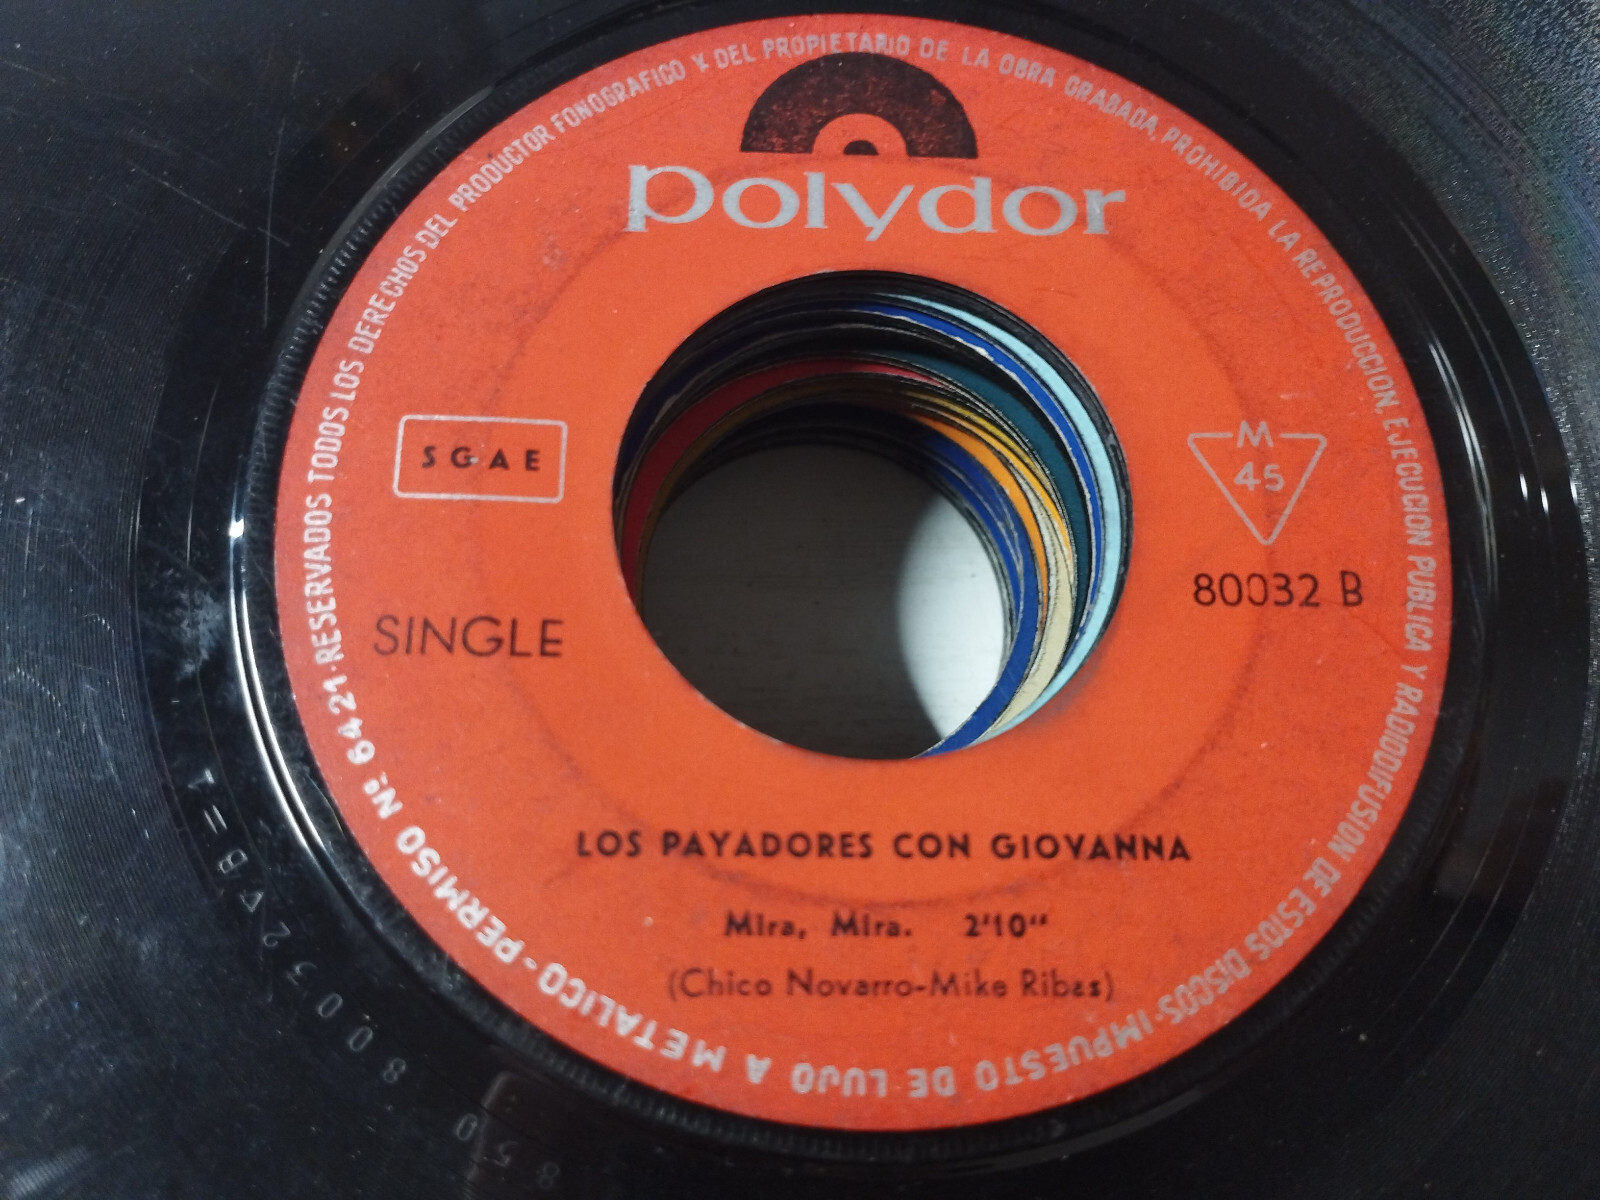 RESERVADOS TODOS LOS DERECHOS DEL PRODUCTOR FONOGRAFICO Y DEL PROPIETARIO DE LA OBRA GRABADA, PROHIBIDA LA REPRODUCCION, EJECUCION PUBLICA Y RADIODIFUSION DE ESTOS DISCOS-IMPUESTO DE LUJO A METALICO-PERMISO Nº. 6421-
polydor
SGAE
M
45
80032 B
SINGLE
LOS PAYADORES CON GIOVANNA
Mira, Mira. 2'10"
(Chico Novarro-Mike Ribas)